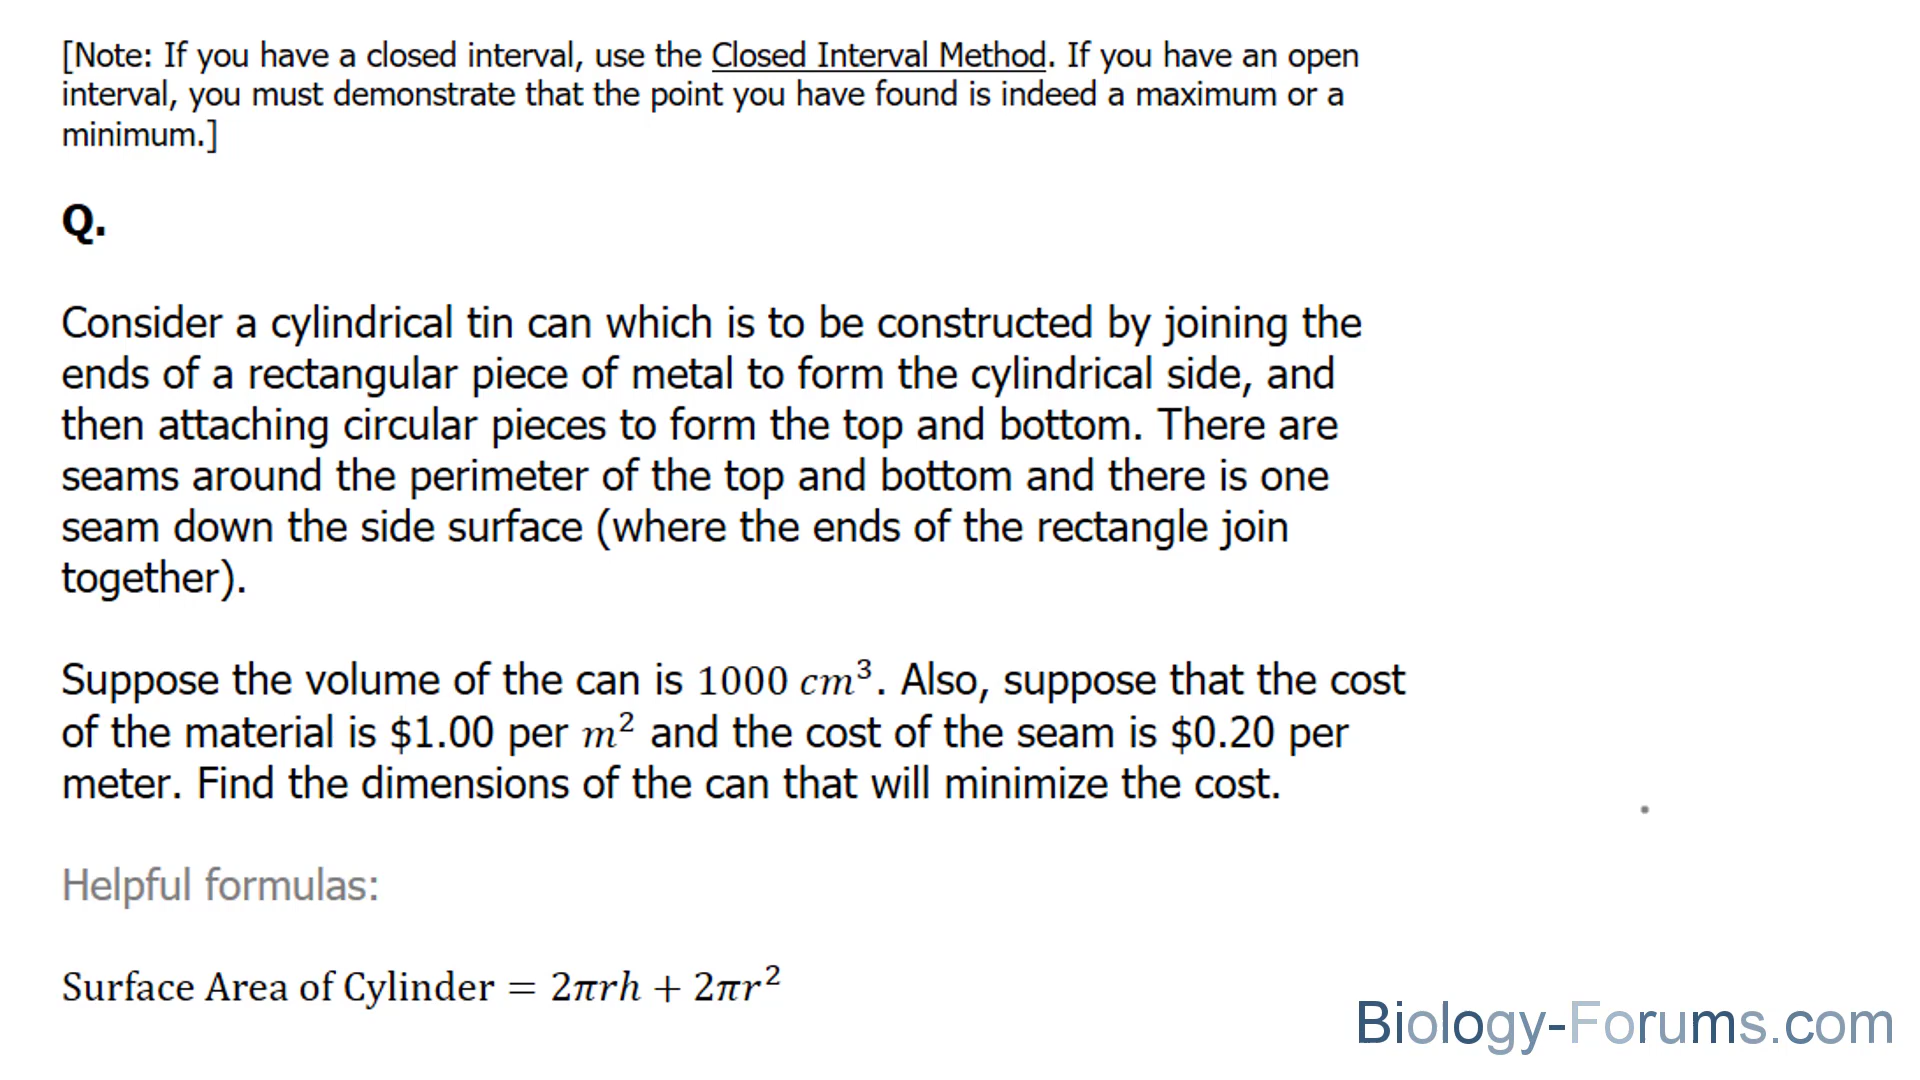 [Note: If you have a closed interval, use the Closed Interval Method. If you have an open
interval, you must demonstrate that the point you have found is indeed a maximum or a
minimum.]
Q.
Consider a cylindrical tin can which is to be constructed by joining the
ends of a rectangular piece of metal to form the cylindrical side, and
then attaching circular pieces to form the top and bottom. There are
seams around the perimeter of the top and bottom and there is one
seam down the side surface (where the ends of the rectangle join
together).
Suppose the volume of the can is 1000 cm³. Also, suppose that the cost
of the material is $1.00 per m² and the cost of the seam is $0.20 per
meter. Find the dimensions of the can that will minimize the cost.
Helpful formulas:
Surface Area of Cylinder = 2πrh + 2πr²
Biology-Forums.com